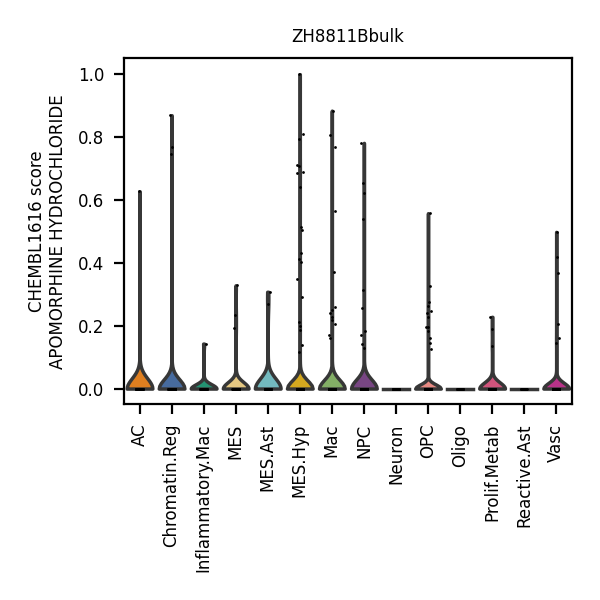 ZH8811Bbulk
CHEMBL1616 score
APOMORPHINE HYDROCHLORIDE
1.0
0.8
0.6
0.4
0.2
0.0
AC
Chromatin.Reg
Inflammatory.Mac
MES
MES.Ast
MES.Hyp
Mac
NPC
Neuron
OPC
Oligo
Prolif.Metab
Reactive.Ast
Vasc